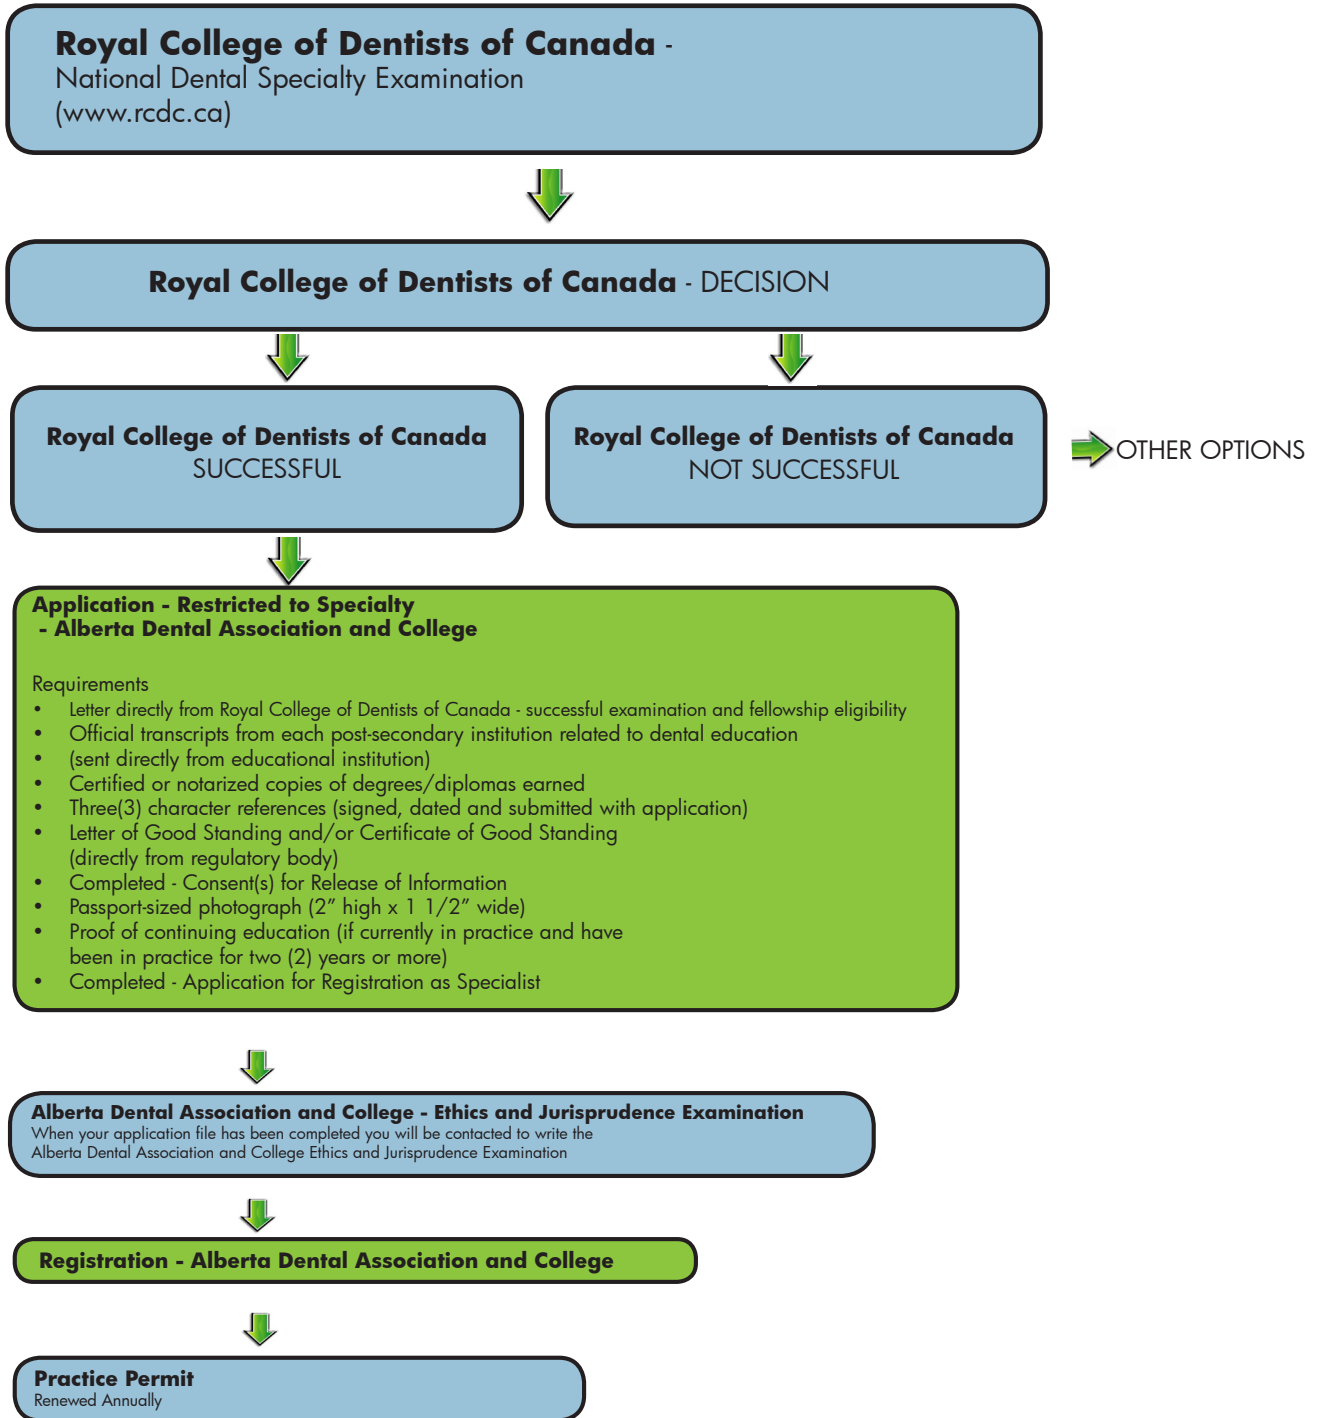 Royal College of Dentists of Canada -
National Dental Specialty Examination
(www.rcdc.ca)
Royal College of Dentists of Canada - DECISION
Royal College of Dentists of Canada
SUCCESSFUL
Royal College of Dentists of Canada
NOT SUCCESSFUL
OTHER OPTIONS
Application - Restricted to Specialty
- Alberta Dental Association and College
Requirements
• Letter directly from Royal College of Dentists of Canada - successful examination and fellowship eligibility
• Official transcripts from each post-secondary institution related to dental education
• (sent directly from educational institution)
• Certified or notarized copies of degrees/diplomas earned
• Three(3) character references (signed, dated and submitted with application)
• Letter of Good Standing and/or Certificate of Good Standing
(directly from regulatory body)
• Completed - Consent(s) for Release of Information
• Passport-sized photograph (2” high x 1 1/2” wide)
• Proof of continuing education (if currently in practice and have
been in practice for two (2) years or more)
• Completed - Application for Registration as Specialist
Alberta Dental Association and College - Ethics and Jurisprudence Examination
When your application file has been completed you will be contacted to write the
Alberta Dental Association and College Ethics and Jurisprudence Examination
Registration - Alberta Dental Association and College
Practice Permit
Renewed Annually